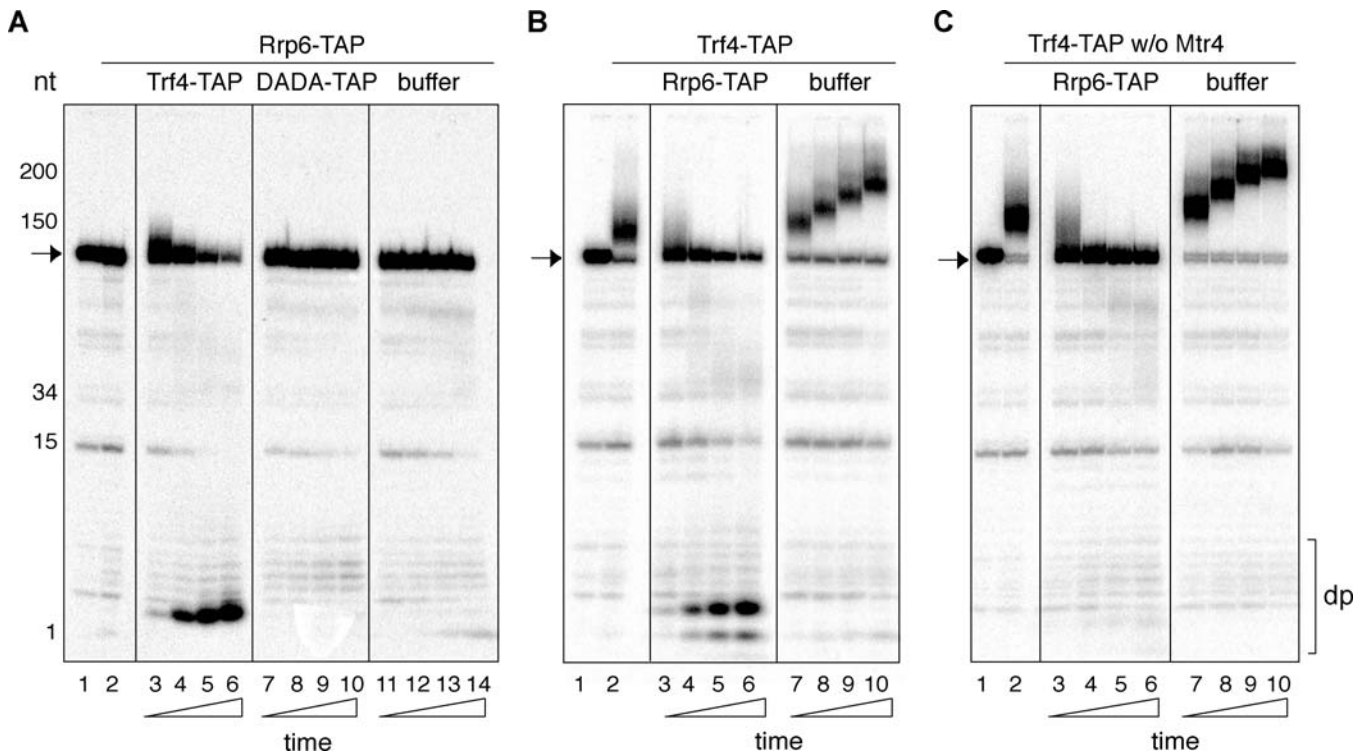 A B C
Rrp6-TAP Trf4-TAP Trf4-TAP w/o Mtr4
nt Trf4-TAP DADA-TAP buffer Rrp6-TAP buffer Rrp6-TAP buffer
200
150
34
15
1
dp
1 2 3 4 5 6 7 8 9 10 11 12 13 14 1 2 3 4 5 6 7 8 9 10 1 2 3 4 5 6 7 8 9 10
time time time